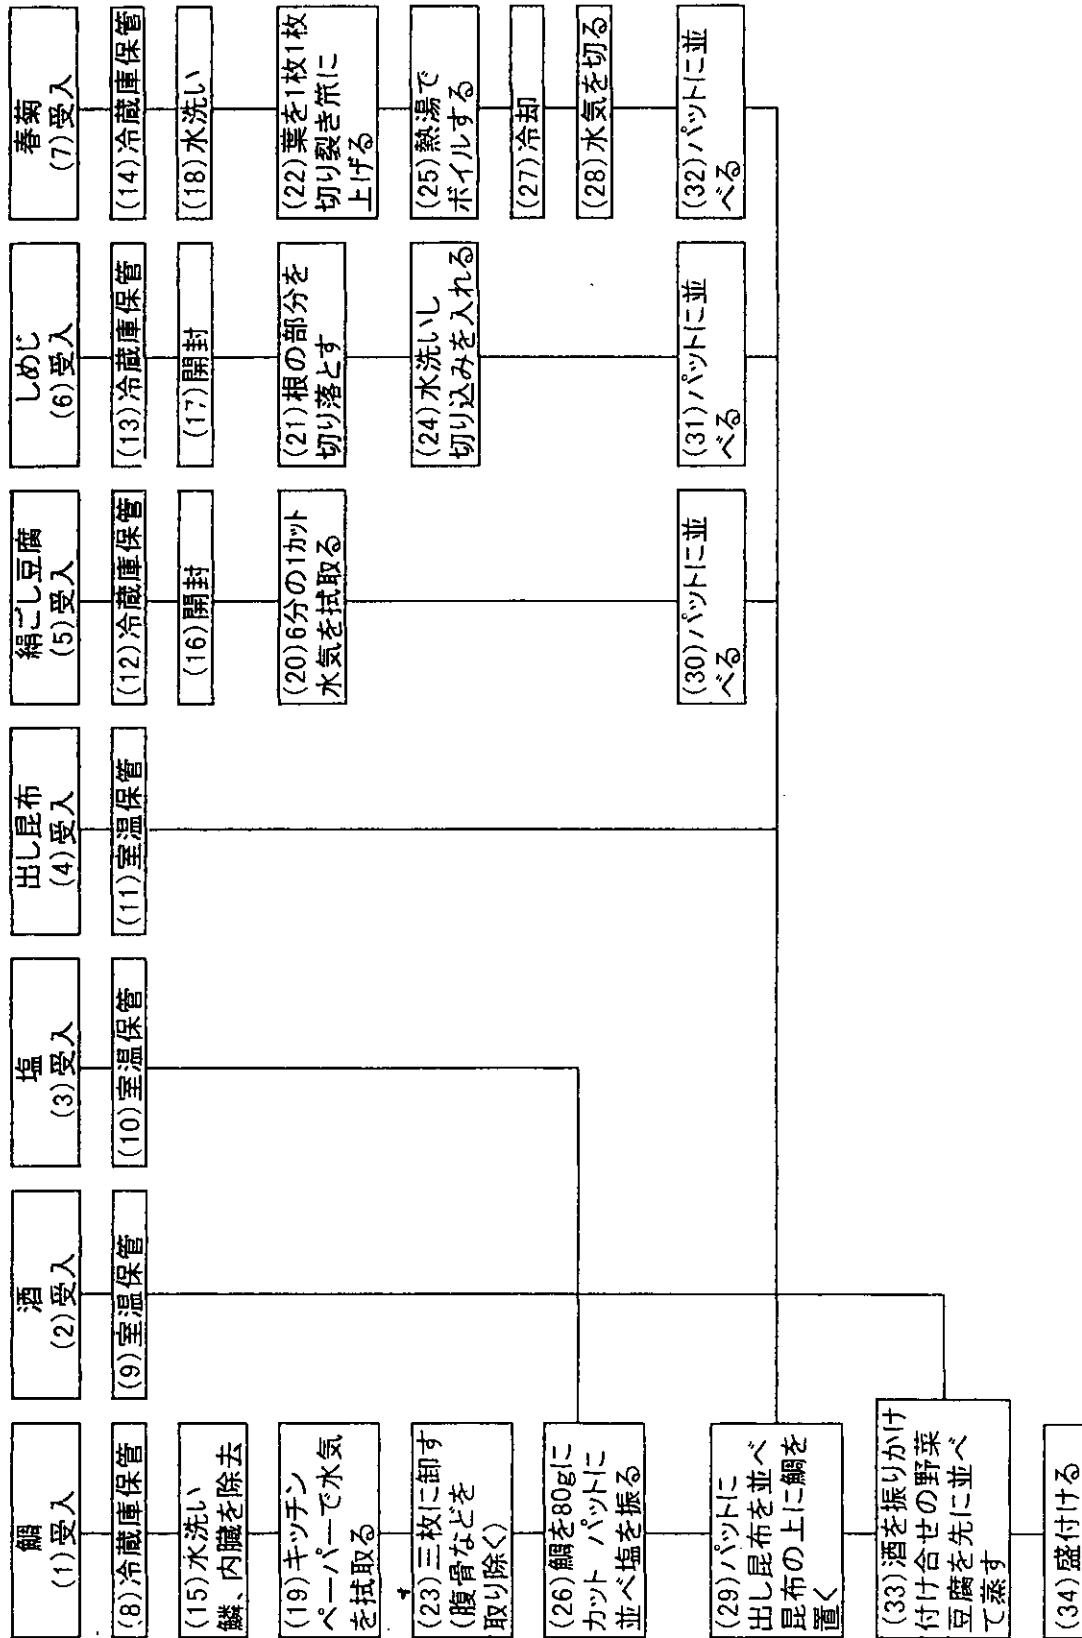 鯛
(1)受入
(8)冷蔵庫保管
(15)水洗い
鱗、内臓を除去
(19)キッチン
ペーパーで水気
を拭取る
(23)三枚に卸す
(腹骨などを
取り除く)
(26)鯛を80gに
カット パットに
並べ塩を振る
(29)パットに
出し昆布を並べ
昆布の上に鯛を
置く
(33)酒を振りかけ
付け合せの野菜
豆腐を先に並べ
て蒸す
(34)盛付ける
酒
(2)受入
(9)室温保管
塩
(3)受入
(10)室温保管
出し昆布
(4)受入
(11)室温保管
絹ごし豆腐
(5)受入
(12)冷蔵庫保管
(16)開封
(20)6分の1カット
水気を拭取る
(30)パットに並
べる
しめじ
(6)受入
(13)冷蔵庫保管
(17)開封
(21)根の部分を
切り落とす
(24)水洗いし
切り込みを入れる
(31)パットに並
べる
春菊
(7)受入
(14)冷蔵庫保管
(18)水洗い
(22)葉を1枚1枚
切り裂き笊に
上げる
(25)熱湯で
ボイルする
(27)冷却
(28)水気を切る
(32)パットに並
べる